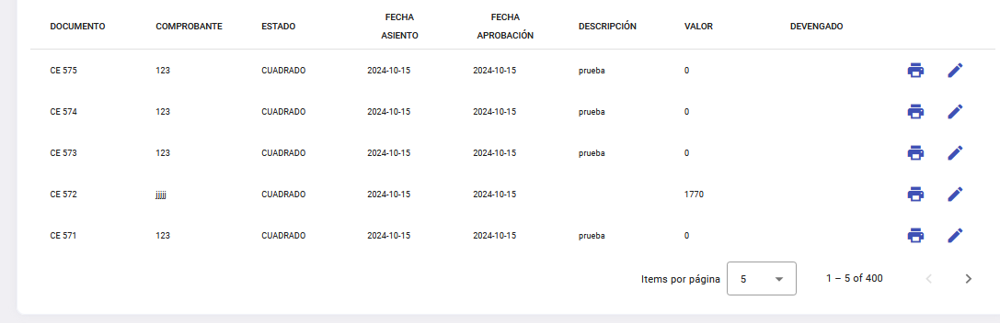 DOCUMENTO COMPROBANTE ESTADO FECHA ASIENTO FECHA APROBACIÓN DESCRIPCIÓN VALOR DEVENGADO
CE 575 123 CUADRADO 2024-10-15 2024-10-15 prueba 0
CE 574 123 CUADRADO 2024-10-15 2024-10-15 prueba 0
CE 573 123 CUADRADO 2024-10-15 2024-10-15 prueba 0
CE 572 jjjjj CUADRADO 2024-10-15 2024-10-15 1770
CE 571 123 CUADRADO 2024-10-15 2024-10-15 prueba 0
Items por página 5 1 – 5 of 400